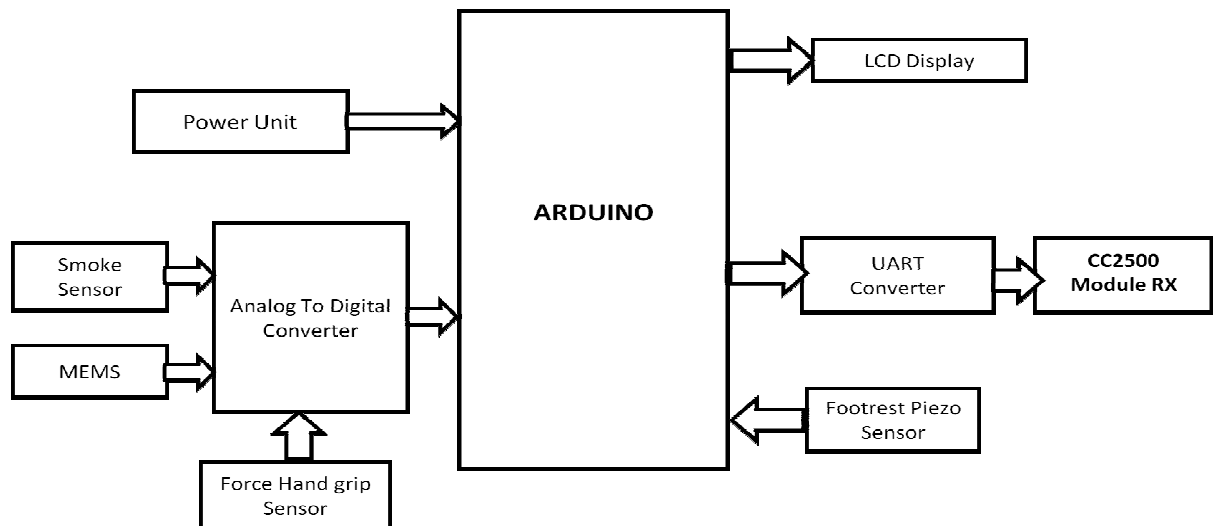 LCD Display
Power Unit
ARDUINO
Smoke
Sensor
Analog To Digital
Converter
UART
Converter
CC2500
Module RX
MEMS
Footrest Piezo
Sensor
Force Hand grip
Sensor